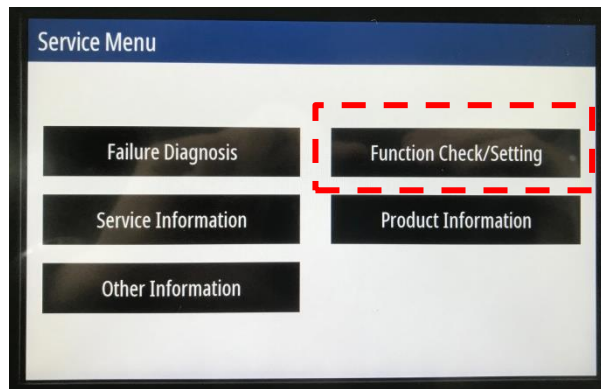 Service Menu
Failure Diagnosis
Function Check/Setting
Service Information
Product Information
Other Information